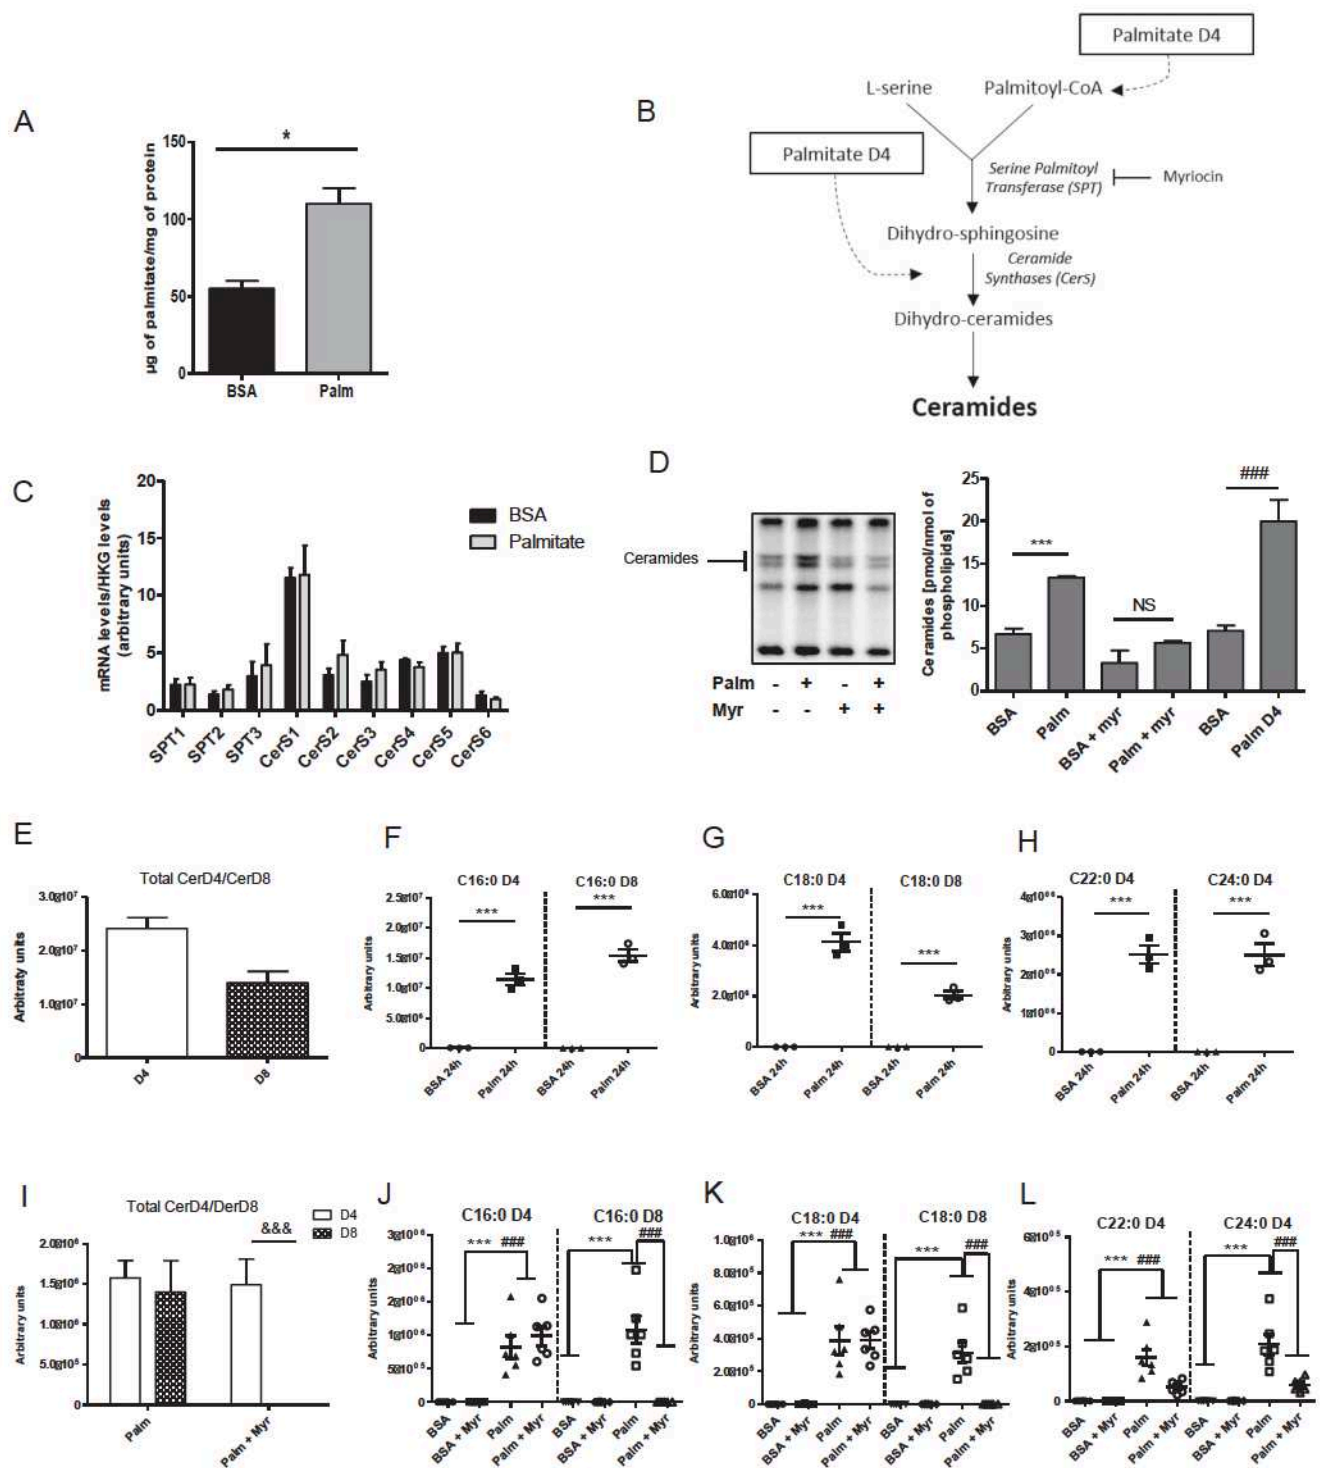 A
µg of palmitate/mg of protein
150
100
50
0
*
BSA
Palm
B
Palmitate D4
L-serine
Palmitoyl-CoA
Palmitate D4
Serine Palmitoyl
Transferase (SPT)
Myriocin
Dihydro-sphingosine
Ceramide
Synthases (CerS)
Dihydro-ceramides
Ceramides
C
mRNA levels/HKG levels
(arbitrary units)
20
15
10
5
0
BSA
Palmitate
SPT1
SPT2
SPT3
CerS1
CerS2
CerS3
CerS4
CerS5
CerS6
D
Ceramides
Palm - + - +
Myr - - + +
Ceramides [pmol/nmol of
phospholipids]
25
20
15
10
5
0
***
NS
###
BSA
Palm
BSA + myr
Palm + myr
BSA
Palm D4
E
Total CerD4/CerD8
Arbitraty units
0
D4
D8
F
C16:0 D4
C16:0 D8
***
***
Arbitrary units
0
BSA 24h
Palm 24h
BSA 24h
Palm 24h
G
C18:0 D4
C18:0 D8
***
***
Arbitrary units
0
BSA 24h
Palm 24h
BSA 24h
Palm 24h
H
C22:0 D4
C24:0 D4
***
***
Arbitrary units
0
BSA 24h
Palm 24h
BSA 24h
Palm 24h
I
Total CerD4/DerD8
D4
D8
&&&
Arbitrary units
0
Palm
Palm + Myr
J
C16:0 D4
C16:0 D8
*** ###
*** ###
Arbitrary units
0
BSA
BSA + Myr
Palm
Palm + Myr
BSA
BSA + Myr
Palm
Palm + Myr
K
C18:0 D4
C18:0 D8
*** ###
*** ###
Arbitrary units
0
BSA
BSA + Myr
Palm
Palm + Myr
BSA
BSA + Myr
Palm
Palm + Myr
L
C22:0 D4
C24:0 D4
*** ###
*** ###
Arbitrary units
0
BSA
BSA + Myr
Palm
Palm + Myr
BSA
BSA + Myr
Palm
Palm + Myr